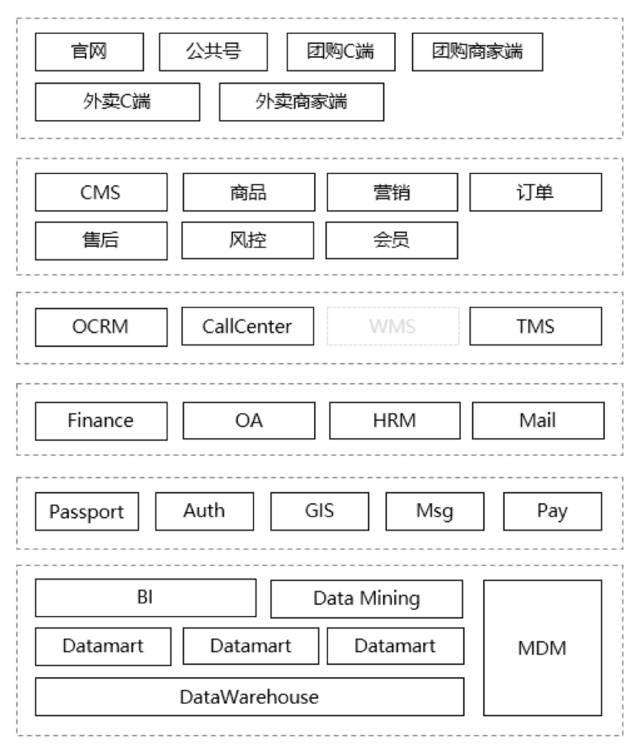 官网 公共号 团购C端 团购商家端
外卖C端 外卖商家端
CMS 商品 营销 订单
售后 风控 会员
OCRM CallCenter WMS TMS
Finance OA HRM Mail
Passport Auth GIS Msg Pay
BI Data Mining
Datamart Datamart Datamart MDM
DataWarehouse